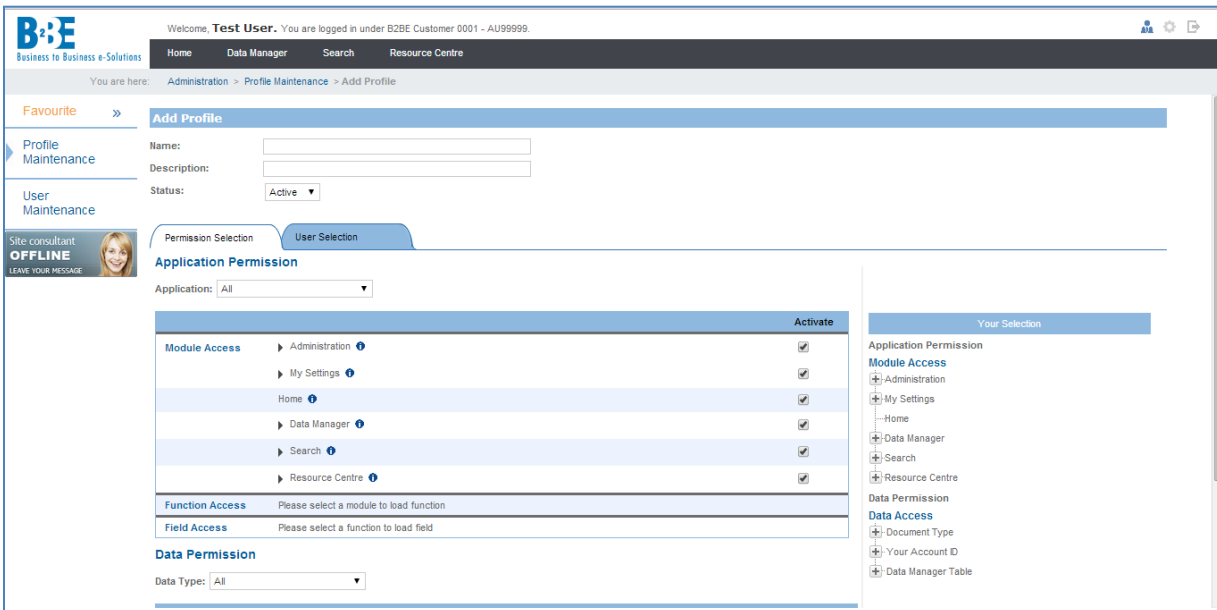 B2BE
Business to Business e-Solutions
Welcome, Test User. You are logged in under B2BE Customer 0001 - AU99999.
Home Data Manager Search Resource Centre
You are here: Administration > Profile Maintenance > Add Profile
Favourite »
Profile
Maintenance
User
Maintenance
Site consultant
OFFLINE
LEAVE YOUR MESSAGE
Add Profile
Name:
Description:
Status: Active
Permission Selection User Selection
Application Permission
Application: All
Activate
Module Access Administration
My Settings
Home
Data Manager
Search
Resource Centre
Function Access Please select a module to load function
Field Access Please select a function to load field
Data Permission
Data Type: All
Your Selection
Application Permission
Module Access
Administration
My Settings
Home
Data Manager
Search
Resource Centre
Data Permission
Data Access
Document Type
Your Account ID
Data Manager Table